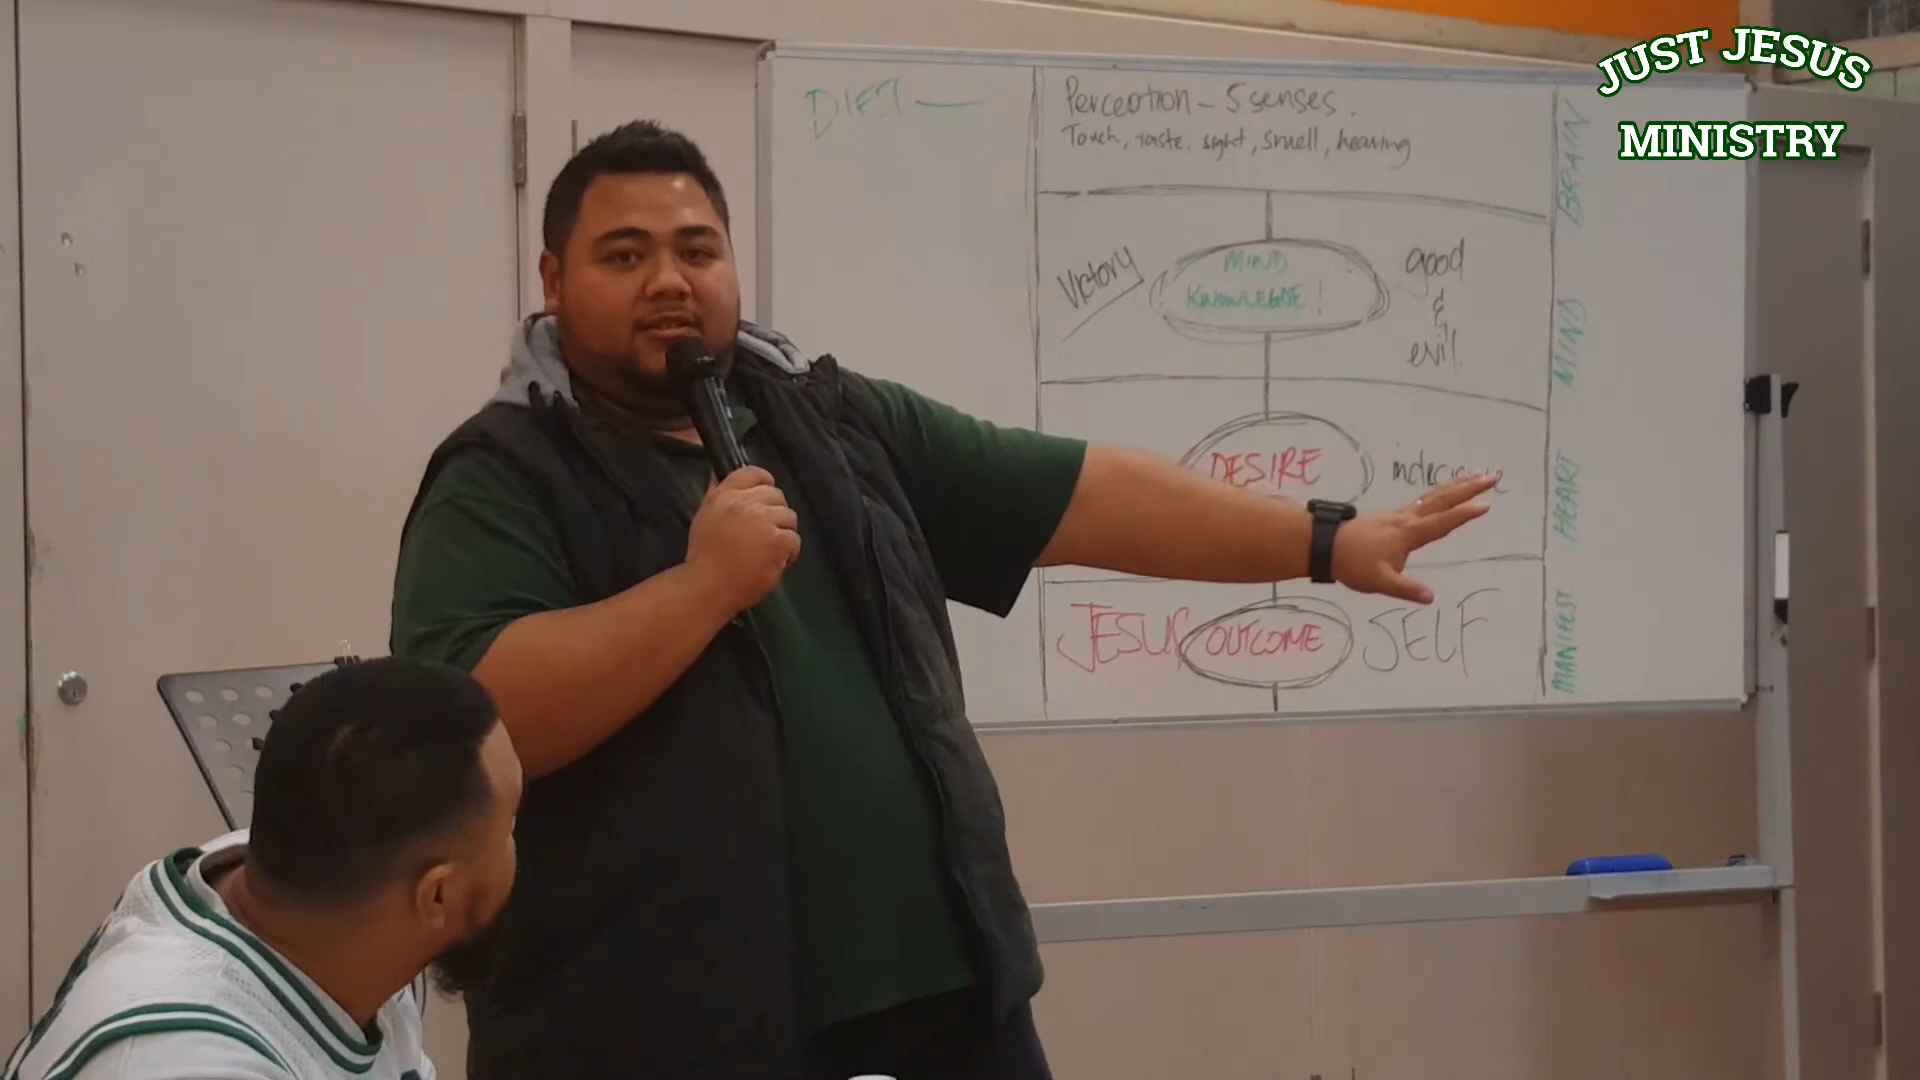 JUST JESUS
MINISTRY
DIET —
Perception - 5 senses.
Touch, taste, sight, smell, hearing
BRAIN
Victory
MIND
KNOWLEGDE!
good
&
evil.
MIND
DESIRE
HEART
JESUS
OUTCOME
SELF
MANIFEST